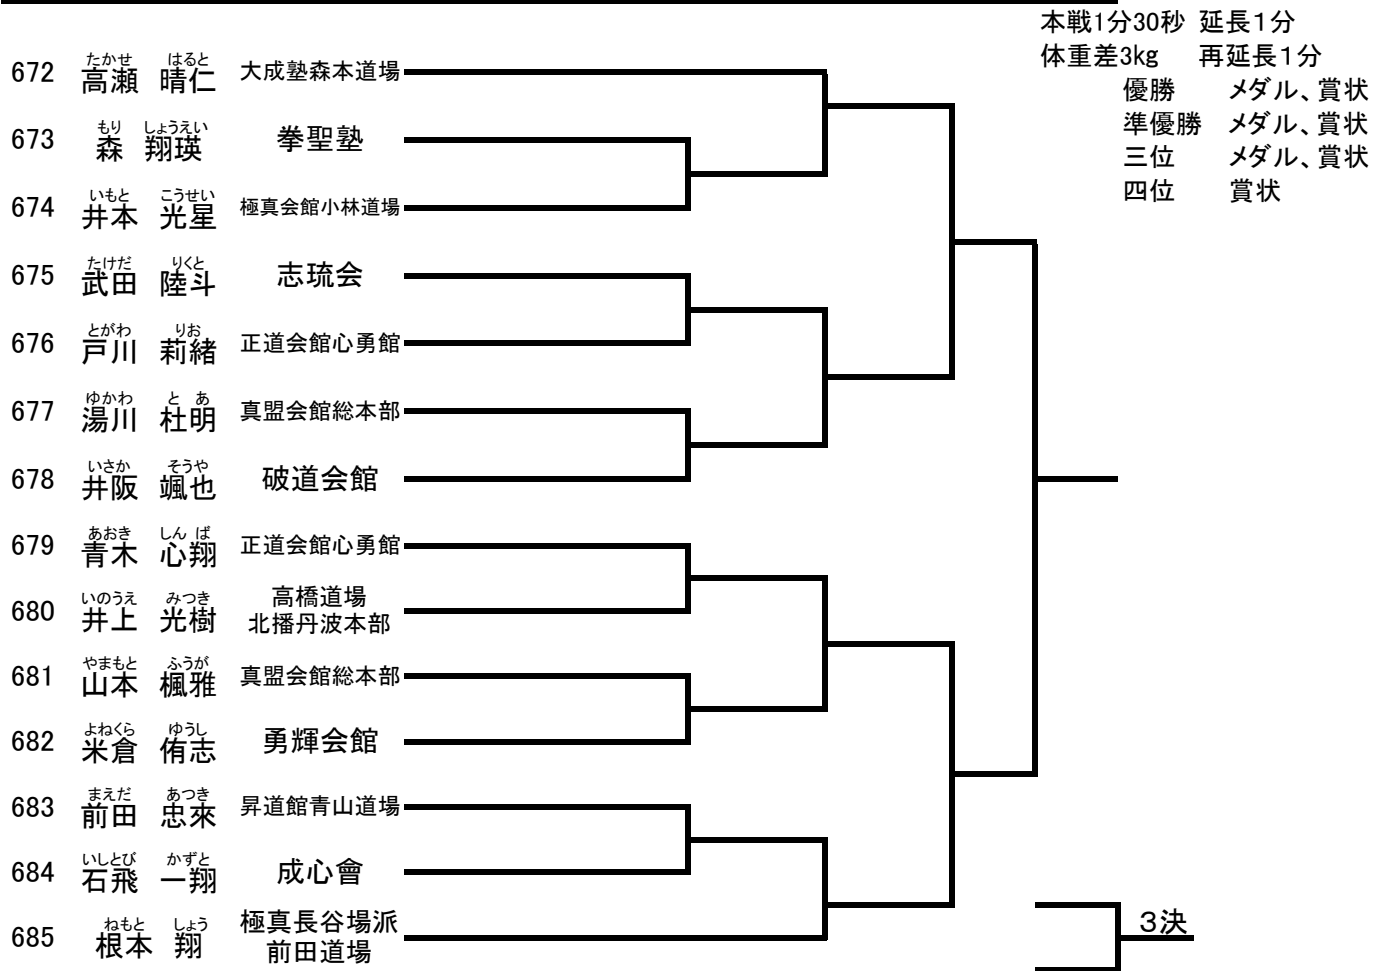 本戦1分30秒 延長1分
体重差3kg 再延長1分
優勝 メダル、賞状
準優勝 メダル、賞状
三位 メダル、賞状
四位 賞状
たかせ はると
672 高瀬 晴仁 大成塾森本道場
もり しょうえい
673 森 翔瑛 拳聖塾
いもと こうせい
674 井本 光星 極真会館小林道場
たけだ りくと
675 武田 陸斗 志琉会
とがわ りお
676 戸川 莉緒 正道会館心勇館
ゆかわ と あ
677 湯川 杜明 真盟会館総本部
いさか そうや
678 井阪 颯也 破道会館
あおき しん ば
679 青木 心翔 正道会館心勇館
いのうえ みつき
680 井上 光樹 高橋道場
北播丹波本部
やまもと ふうが
681 山本 楓雅 真盟会館総本部
よねくら ゆうし
682 米倉 侑志 勇輝会館
まえだ あつき
683 前田 忠來 昇道館青山道場
いしとび かずと
684 石飛 一翔 成心會
ねもと しょう
685 根本 翔 極真長谷場派
前田道場
3決